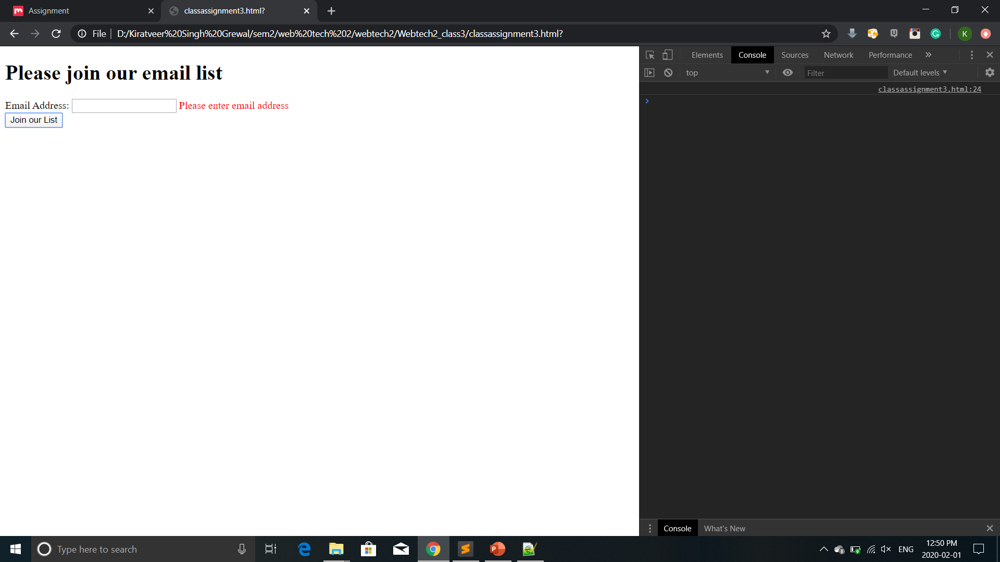 Assignment
classassignment3.html?
File
D:/Kiratveer%20Singh%20Grewal/sem2/web%20tech%202/webtech2/Webtech2_class3/classassignment3.html?
K
Please join our email list
Email Address: Please enter email address
Join our List
Elements Console Sources Network Performance
top Filter Default levels
classassignment3.html:24
Console What's New
Type here to search
ENG
12:50 PM
2020-02-01